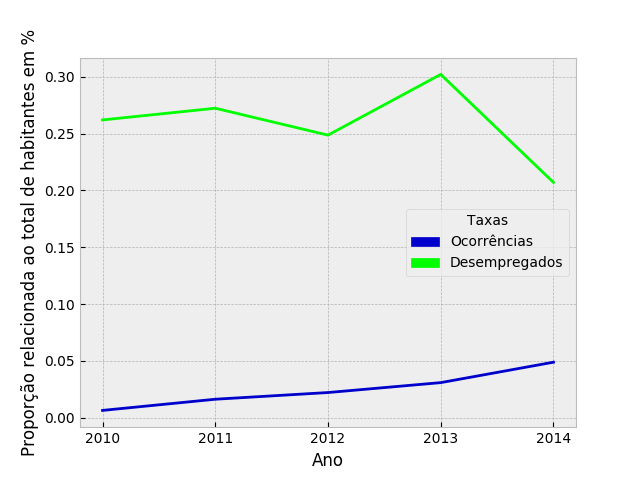 Proporção relacionada ao total de habitantes em %
0.30
0.25
0.20
0.15
0.10
0.05
0.00
Taxas
Ocorrências
Desempregados
2010 2011 2012 2013 2014
Ano